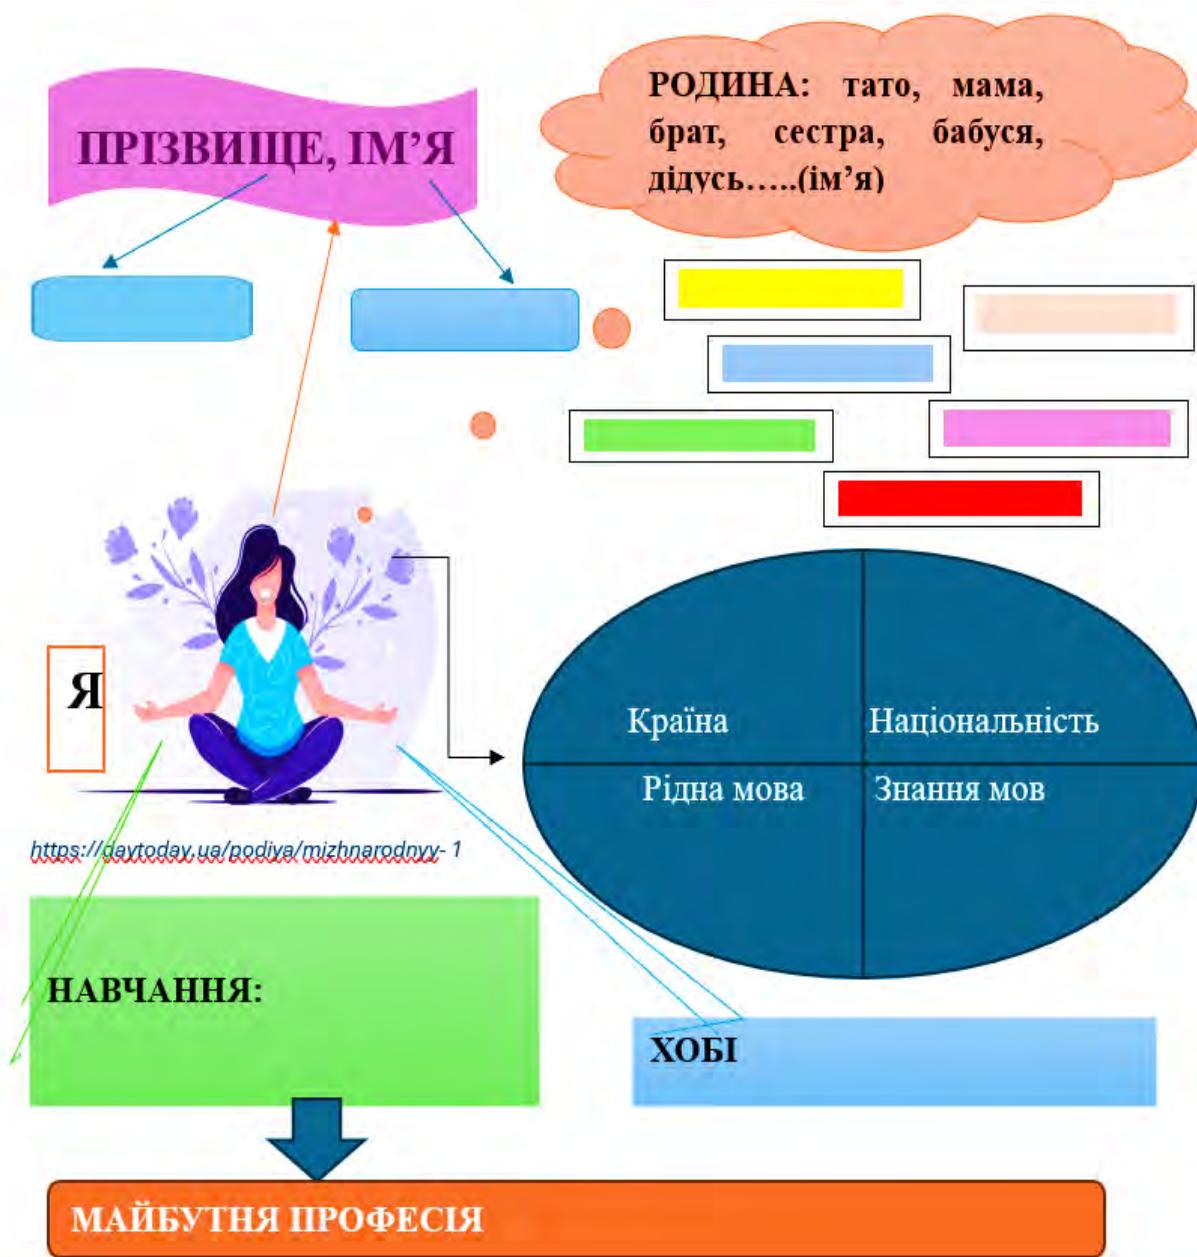 ПРІЗВИЩЕ, ІМ’Я
РОДИНА: тато, мама,
брат, сестра, бабуся,
дідусь…..(ім’я)
Я
Країна
Національність
Рідна мова
Знання мов
https://daytoday.ua/podiya/mizhnarodnyy- 1
НАВЧАННЯ:
ХОБІ
МАЙБУТНЯ ПРОФЕСІЯ